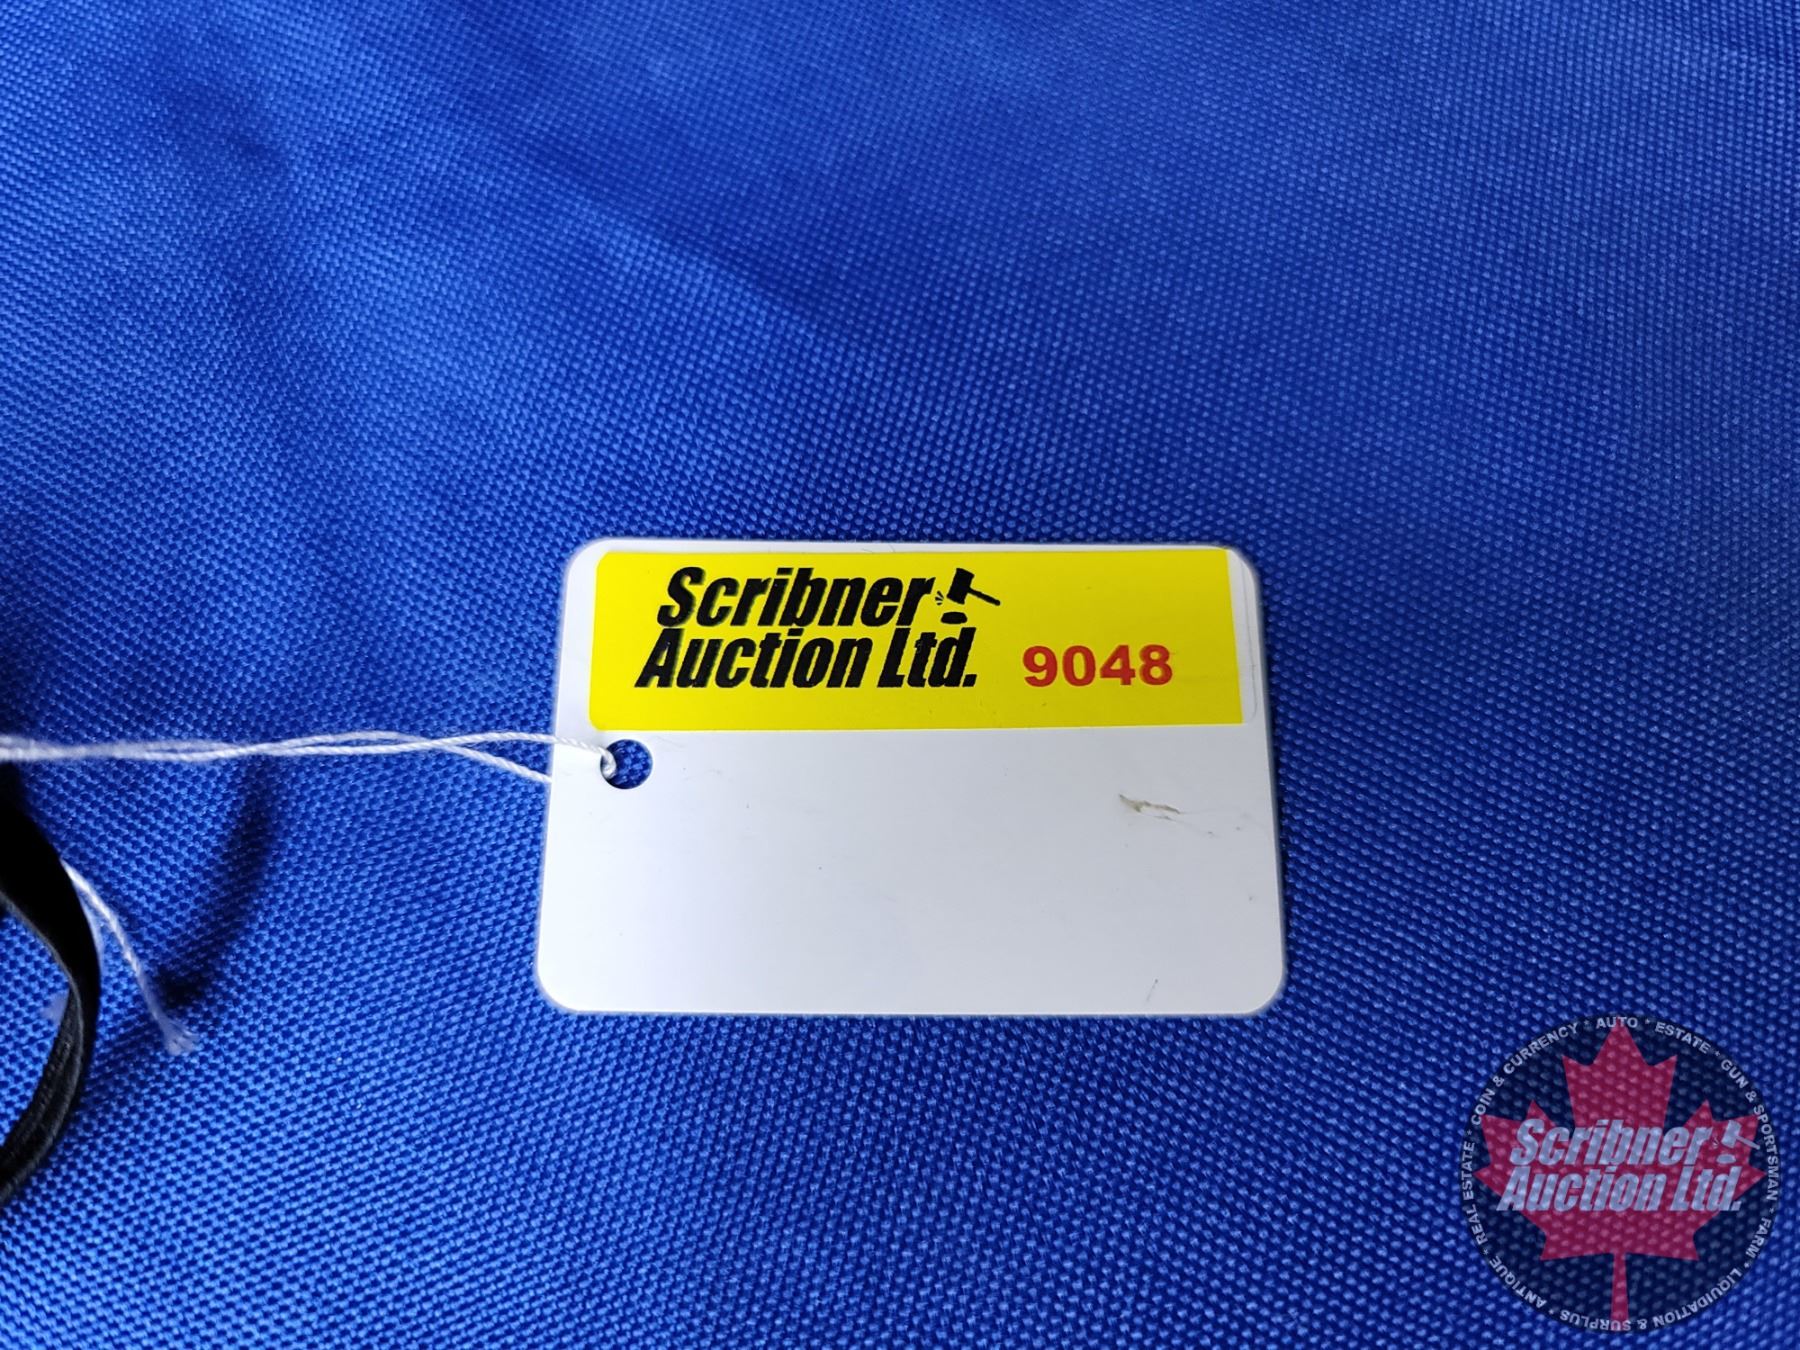 Scribner
Auction Ltd. 9048
COIN & CURRENCY * AUTO * ESTATE * GUN & SPORTSMAN * FARM * LIQUIDATION & SURPLUS * ANTIQUE * REAL ESTATE *
Scribner
Auction Ltd.